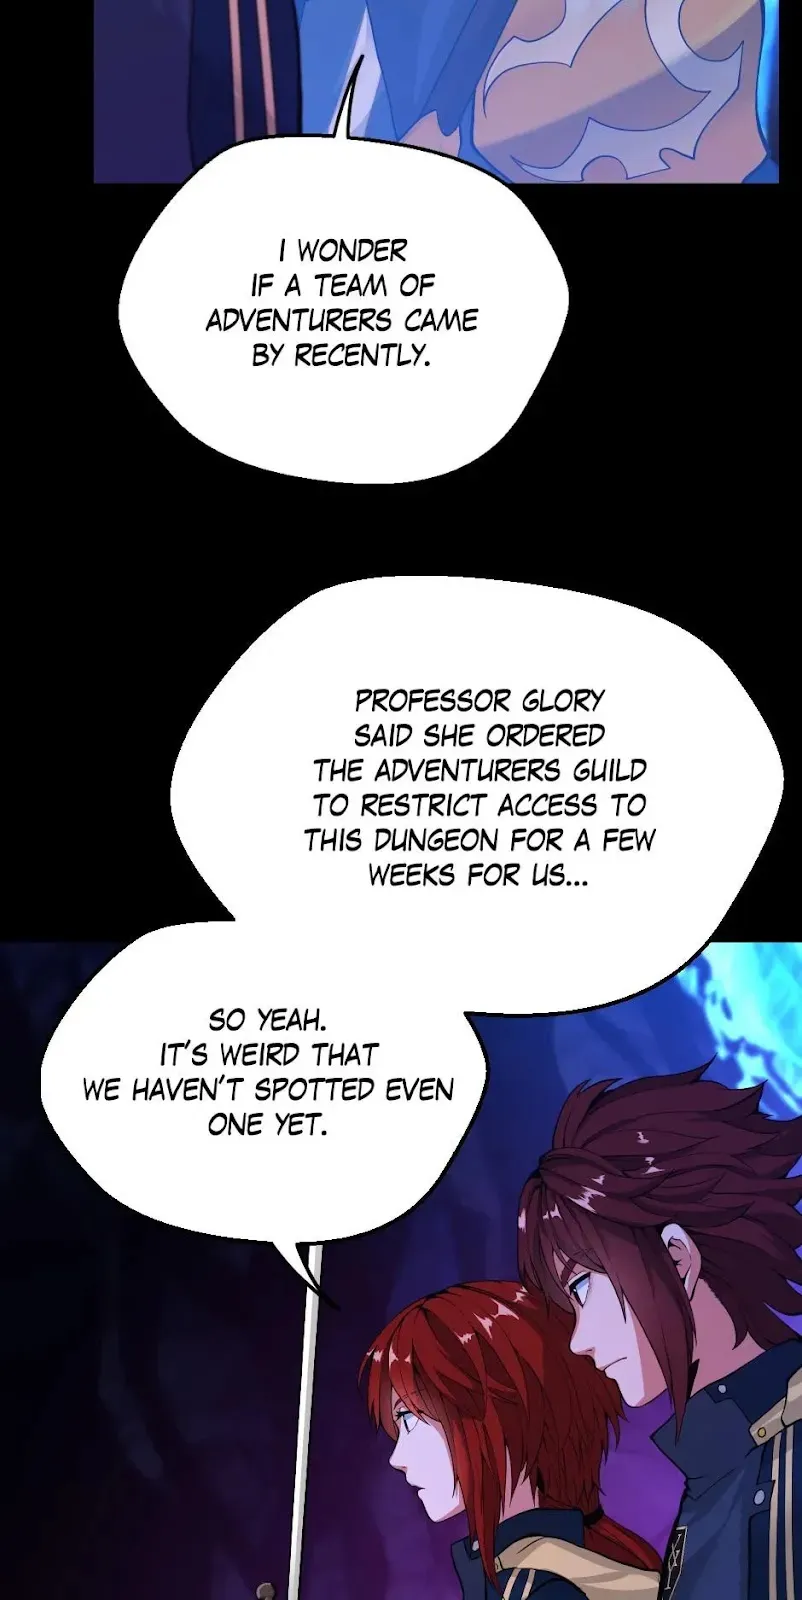 I WONDER
IF A TEAM OF
ADVENTURERS CAME
BY RECENTLY.
PROFESSOR GLORY
SAID SHE ORDERED
THE ADVENTURERS GUILD
TO RESTRICT ACCESS TO
THIS DUNGEON FOR A FEW
WEEKS FOR US...
SO YEAH.
IT'S WEIRD THAT
WE HAVEN'T SPOTTED EVEN
ONE YET.